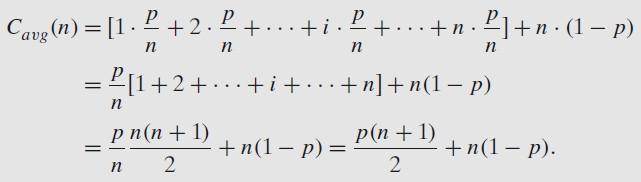 C_avg(n) = [1 · p/n + 2 · p/n + · · · + i · p/n + · · · + n · p/n] + n · (1 − p)
= p/n [1 + 2 + · · · + i + · · · + n] + n(1 − p)
= p/n n(n + 1)/2 + n(1 − p) = p(n + 1)/2 + n(1 − p).